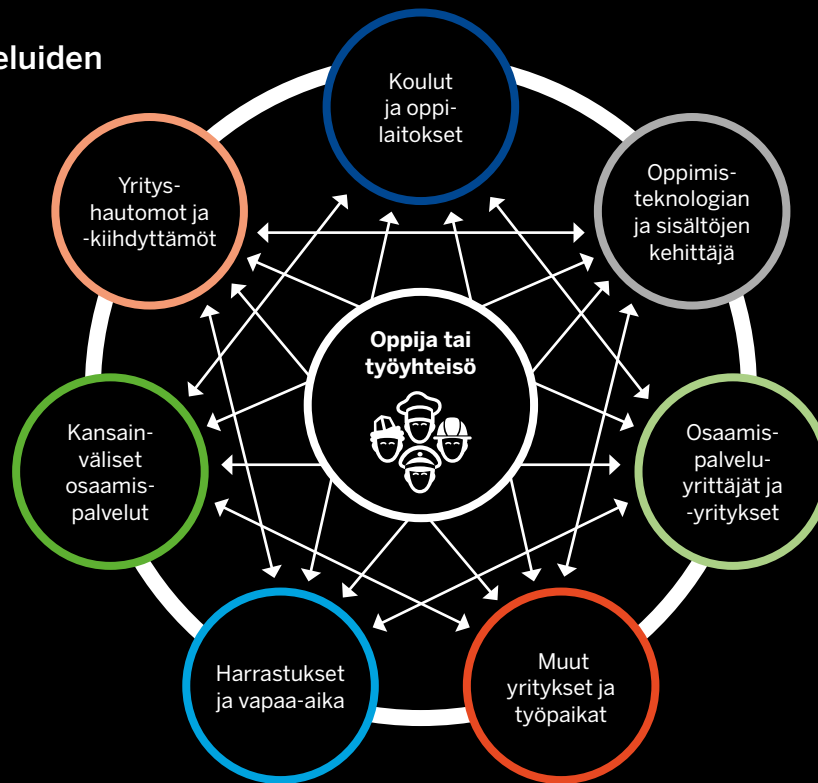 eluiden
Koulut
ja oppi-
laitokset
Oppimis-
teknologian
ja sisältöjen
kehittäjä
Osaamis-
palvelu-
yrittäjät ja
-yritykset
Muut
yritykset ja
työpaikat
Harrastukset
ja vapaa-aika
Kansain-
väliset
osaamis-
palvelut
Yritys-
hautomot ja
-kiihdyttämöt
Oppija tai
työyhteisö